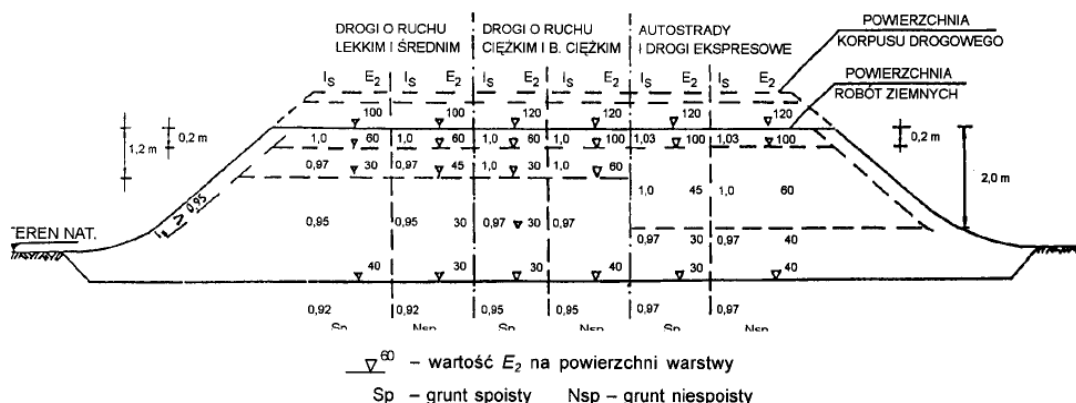 DROGI O RUCHU LEKKIM I ŚREDNIM
DROGI O RUCHU CIĘŻKIM I B. CIĘŻKIM
AUTOSTRADY I DROGI EKSPRESOWE
POWIERZCHNIA KORPUSU DROGOWEGO
POWIERZCHNIA ROBÓT ZIEMNYCH
Is E2 Is E2 Is E2 Is E2 Is E2 Is E2
100 100 120 120 120 120
1,2 m 0,2 m 1,0 60 1,0 60 1,0 60 1,0 100 1,03 100 1,03 100 0,2 m
0,97 30 0,97 45 1,0 30 1,0 60
1,0 45 1,0 60 2,0 m
Is ≥ 0,95
0,95 0,95 30 0,97 30 0,97
0,97 30 0,97 40
TEREN NAT.
40 30 30 40 30 40
0,92 0,92 0,95 0,95 0,97 0,97
Sp Nsp Sp Nsp Sp Nsp
60 – wartość E2 na powierzchni warstwy
Sp – grunt spoisty Nsp – grunt niespoisty